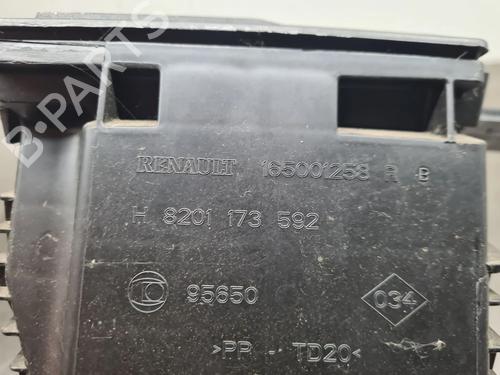 B-PARTS
RENAULT 165001258 R B
H 8201 173 592
95650 034
>PP - TD20<